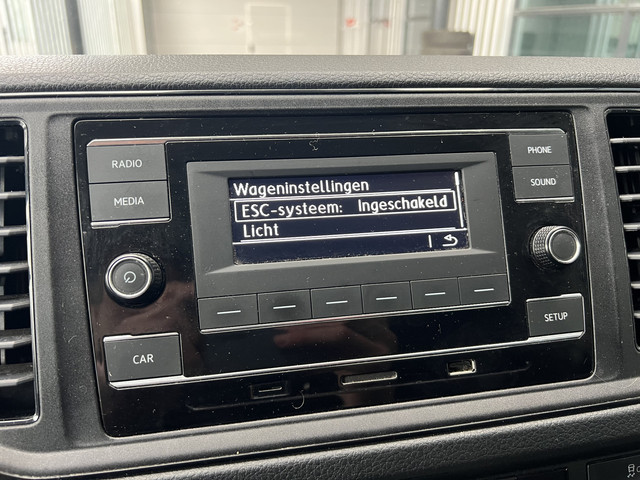 RADIO
MEDIA
PHONE
SOUND
Wageninstellingen
ESC-systeem: Ingeschakeld
Licht
CAR
SETUP